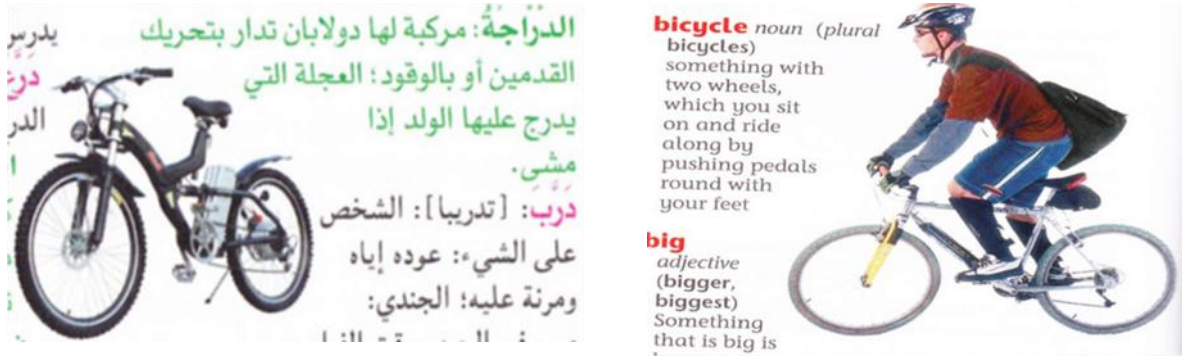 الدرّاجةُ: مركبة لها دولابان تدار بتحريك
القدمين أو بالوقود؛ العجلة التي
يدرج عليها الولد إذا
مشى.
دَرَّبَ: [تدريبا]: الشخص
على الشيء: عوده إياه
ومرنة عليه؛ الجندي:
يدرس
bicycle noun (plural
bicycles)
something with
two wheels,
which you sit
on and ride
along by
pushing pedals
round with
your feet
big
adjective
(bigger,
biggest)
Something
that is big is